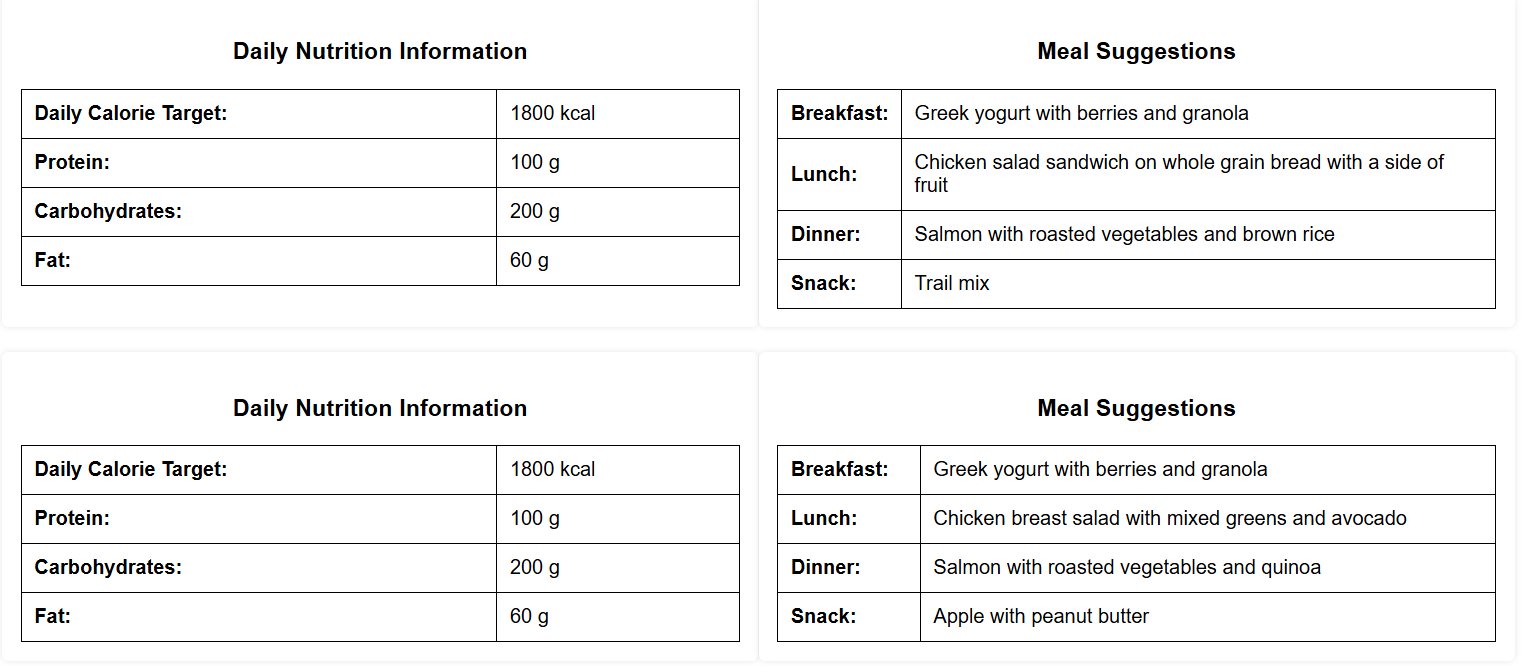 Daily Nutrition Information
Daily Calorie Target: 1800 kcal
Protein: 100 g
Carbohydrates: 200 g
Fat: 60 g
Meal Suggestions
Breakfast: Greek yogurt with berries and granola
Lunch: Chicken salad sandwich on whole grain bread with a side of
fruit
Dinner: Salmon with roasted vegetables and brown rice
Snack: Trail mix
Daily Nutrition Information
Daily Calorie Target: 1800 kcal
Protein: 100 g
Carbohydrates: 200 g
Fat: 60 g
Meal Suggestions
Breakfast: Greek yogurt with berries and granola
Lunch: Chicken breast salad with mixed greens and avocado
Dinner: Salmon with roasted vegetables and quinoa
Snack: Apple with peanut butter